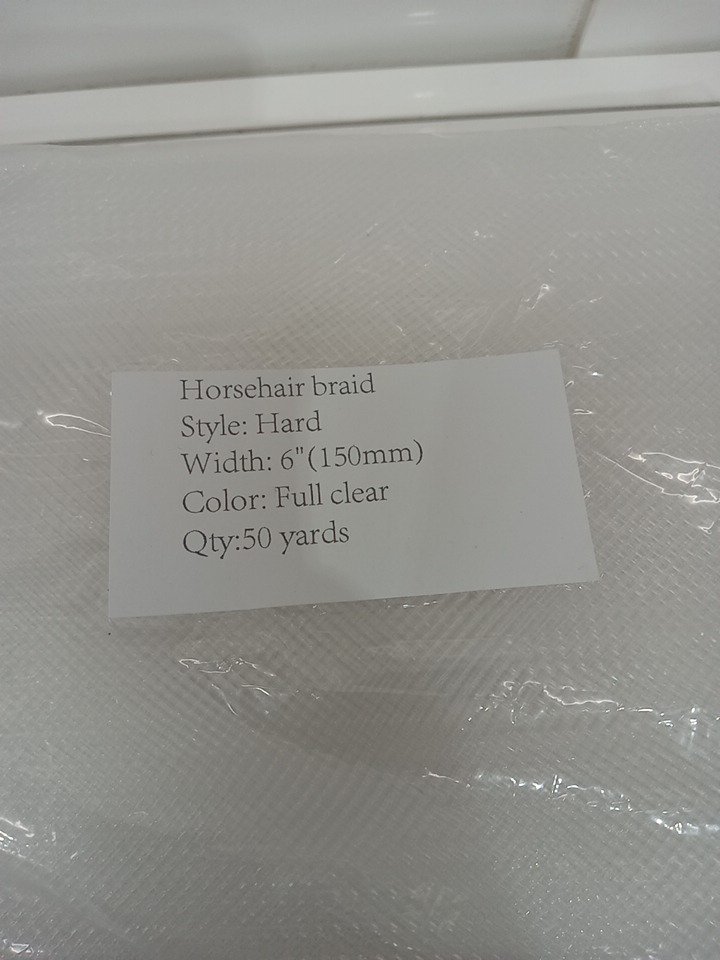 Horsehair braid
Style: Hard
Width: 6"(150mm)
Color: Full clear
Qty:50 yards